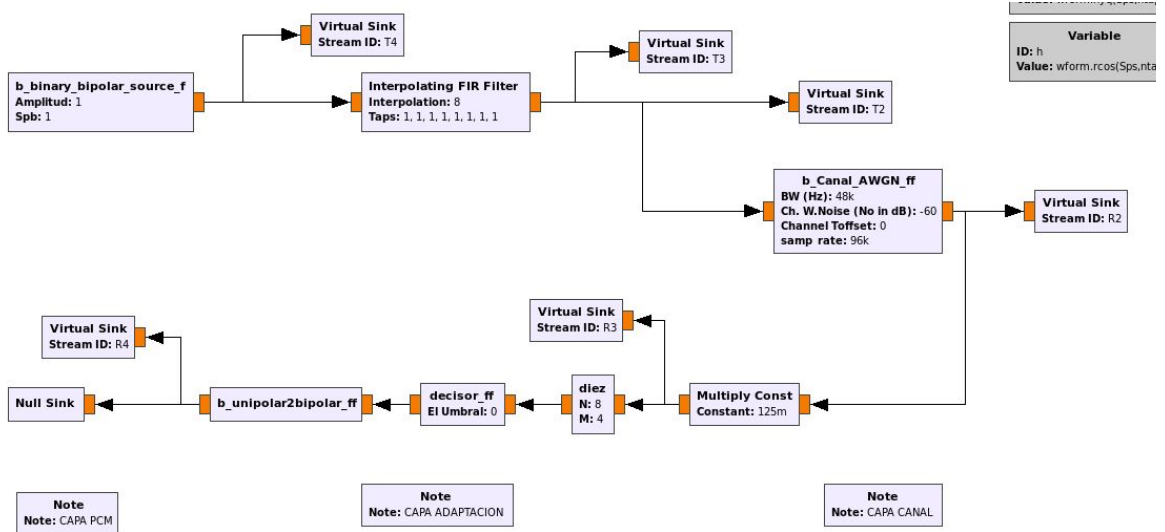 Virtual Sink
Stream ID: T4
Virtual Sink
Stream ID: T3
Variable
ID: h
Value: wform.rcos(Sps,nta
b_binary_bipolar_source_f
Amplitud: 1
Spb: 1
Interpolating FIR Filter
Interpolation: 8
Taps: 1, 1, 1, 1, 1, 1, 1, 1
Virtual Sink
Stream ID: T2
b_Canal_AWGN_ff
BW (Hz): 48k
Ch. W.Noise (No in dB): -60
Channel Toffset: 0
samp_rate: 96k
Virtual Sink
Stream ID: R2
Virtual Sink
Stream ID: R3
Virtual Sink
Stream ID: R4
Null Sink
b_unipolar2bipolar_ff
decisor_ff
El Umbral: 0
diez
N: 8
M: 4
Multiply Const
Constant: 125m
Note
Note: CAPA PCM
Note
Note: CAPA ADAPTACION
Note
Note: CAPA CANAL